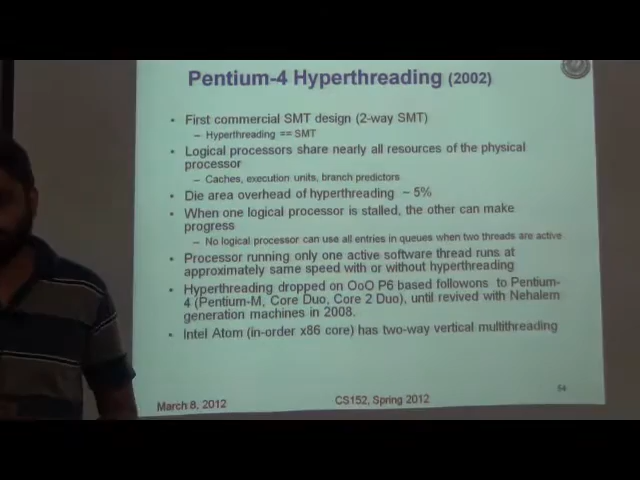 Pentium-4 Hyperthreading (2002)
• First commercial SMT design (2-way SMT)
– Hyperthreading == SMT
• Logical processors share nearly all resources of the physical
processor
– Caches, execution units, branch predictors
• Die area overhead of hyperthreading ~ 5%
• When one logical processor is stalled, the other can make
progress
– No logical processor can use all entries in queues when two threads are active
• Processor running only one active software thread runs at
approximately same speed with or without hyperthreading
• Hyperthreading dropped on OoO P6 based followons to Pentium-
4 (Pentium-M, Core Duo, Core 2 Duo), until revived with Nehalem
generation machines in 2008.
• Intel Atom (in-order x86 core) has two-way vertical multithreading
54
March 8, 2012
CS152, Spring 2012